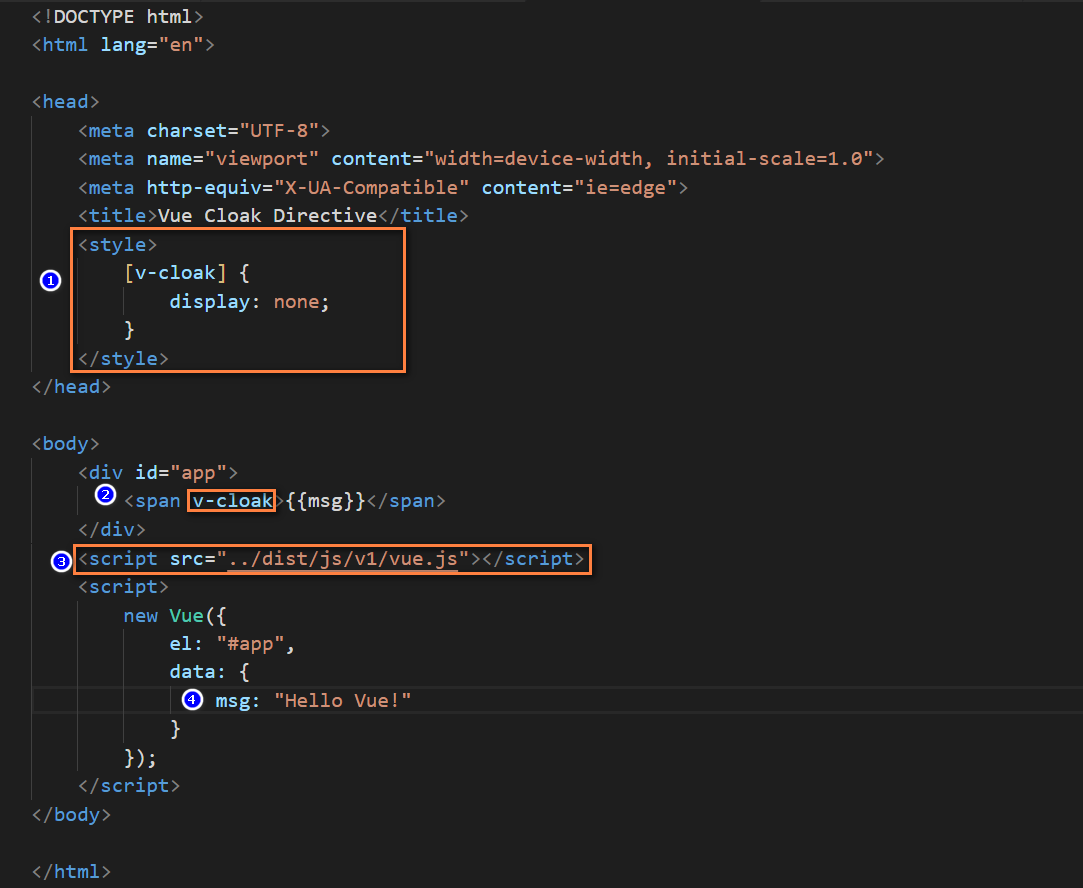 <!DOCTYPE html>
<html lang="en">
<head>
<meta charset="UTF-8">
<meta name="viewport" content="width=device-width, initial-scale=1.0">
<meta http-equiv="X-UA-Compatible" content="ie=edge">
<title>Vue Cloak Directive</title>
<style>
1 [v-cloak] {
display: none;
}
</style>
</head>
<body>
<div id="app">
2 <span v-cloak>{{msg}}</span>
</div>
3 <script src="../dist/js/v1/vue.js"></script>
<script>
new Vue({
el: "#app",
data: {
4 msg: "Hello Vue!"
}
});
</script>
</body>
</html>